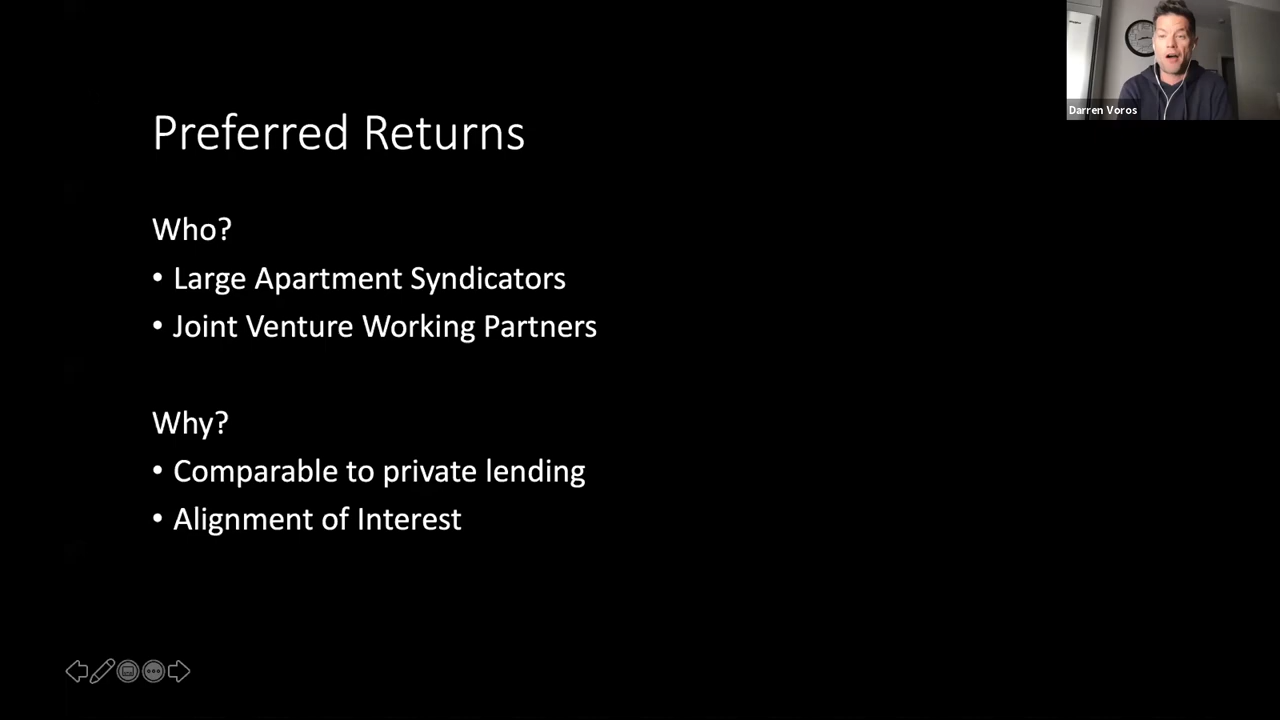 Darren Voros
Preferred Returns
Who?
• Large Apartment Syndicators
• Joint Venture Working Partners
Why?
• Comparable to private lending
• Alignment of Interest